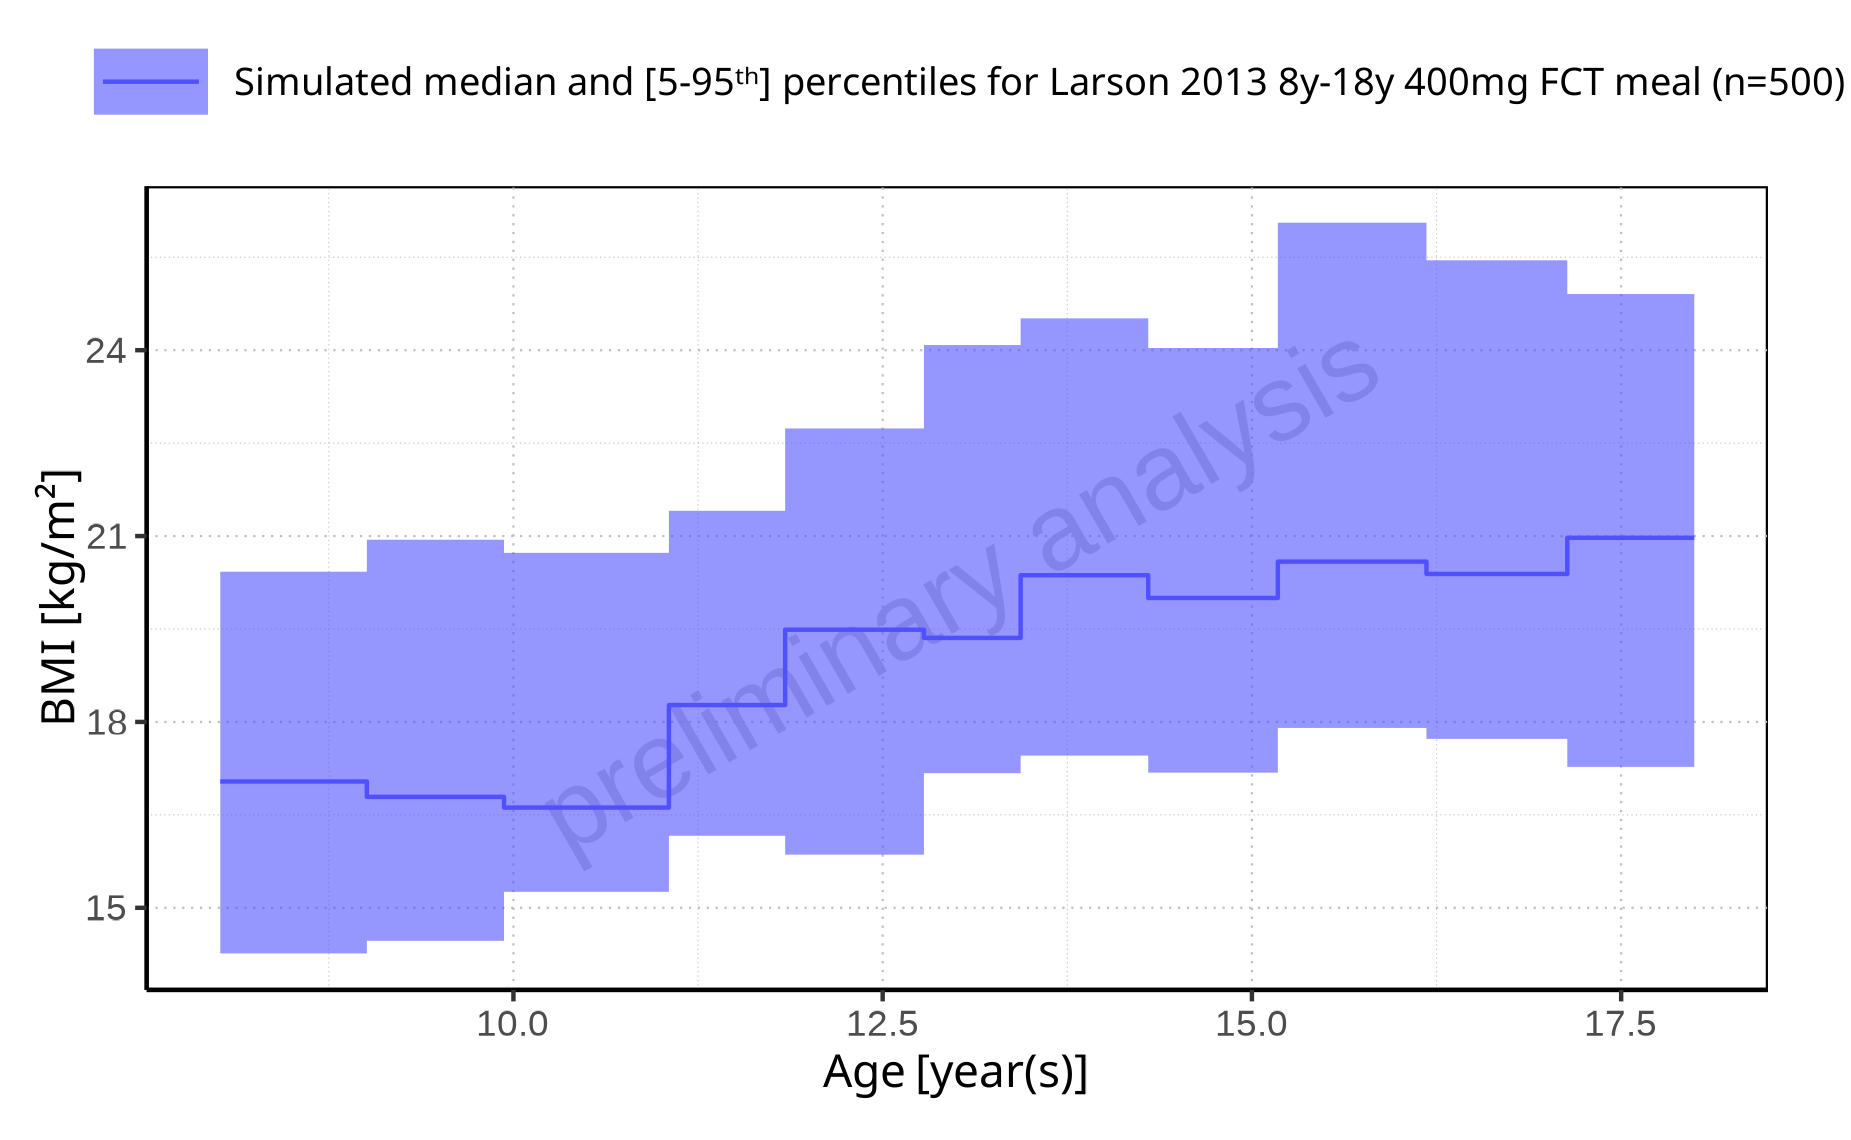 Simulated median and [5-95ᵗʰ] percentiles for Larson 2013 8y-18y 400mg FCT meal (n=500)
24
21
18
15
BMI [kg/m²]
preliminary analysis
10.0 12.5 15.0 17.5
Age [year(s)]